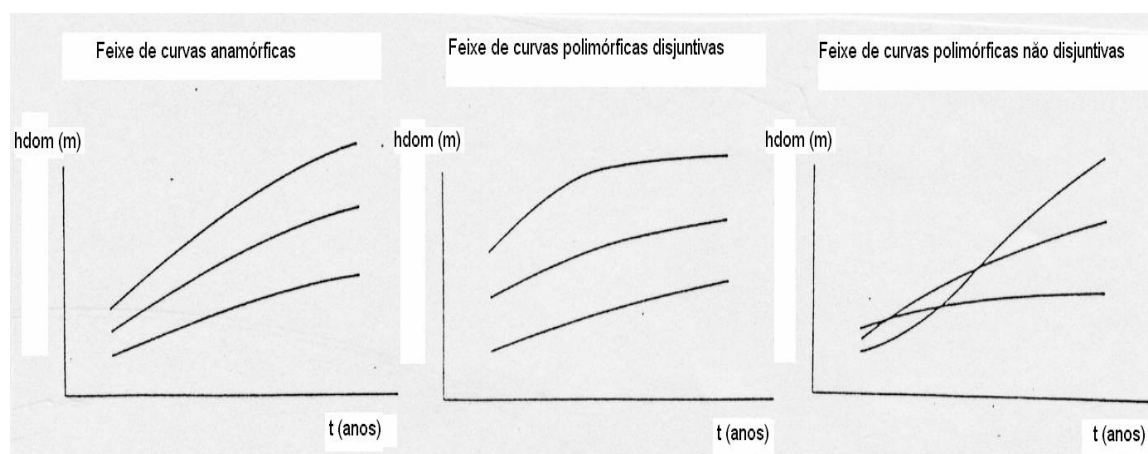 Feixe de curvas anamórficas
hdom (m)
t (anos)
Feixe de curvas polimórficas disjuntivas
hdom (m)
t (anos)
Feixe de curvas polimórficas não disjuntivas
hdom (m)
t (anos)